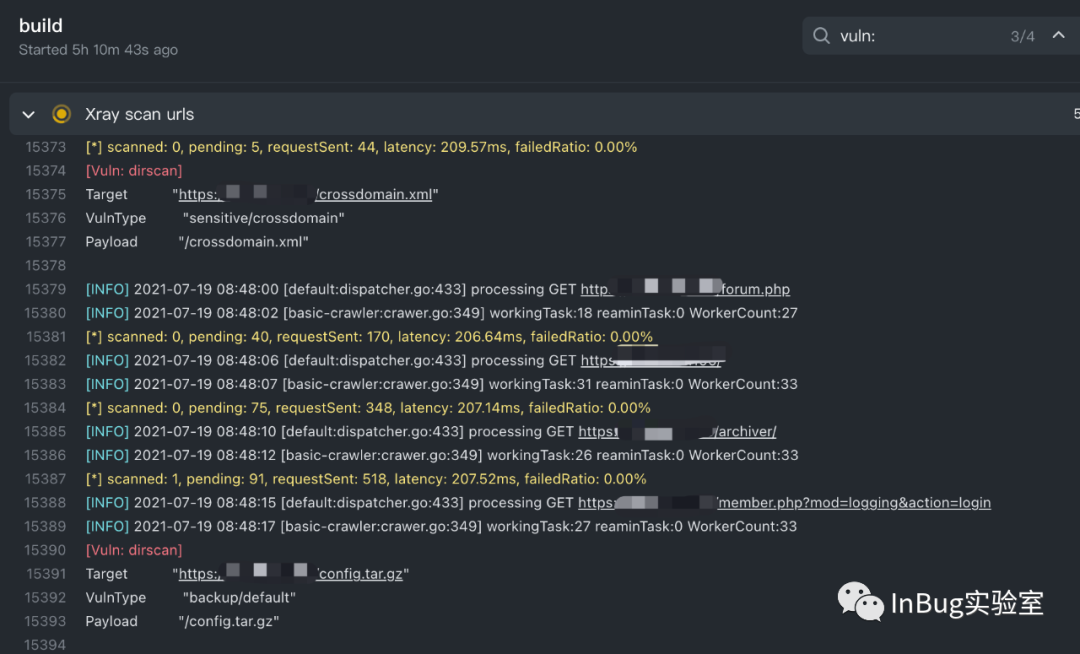 build
Started 5h 10m 43s ago
vuln: 3/4
Xray scan urls 5
15373 [*] scanned: 0, pending: 5, requestSent: 44, latency: 209.57ms, failedRatio: 0.00%
15374 [Vuln: dirscan]
15375 Target "https:/ /crossdomain.xml"
15376 VulnType "sensitive/crossdomain"
15377 Payload "/crossdomain.xml"
15378
15379 [INFO] 2021-07-19 08:48:00 [default:dispatcher.go:433] processing GET http forum.php
15380 [INFO] 2021-07-19 08:48:02 [basic-crawler:crawer.go:349] workingTask:18 reaminTask:0 WorkerCount:27
15381 [*] scanned: 0, pending: 40, requestSent: 170, latency: 206.64ms, failedRatio: 0.00%
15382 [INFO] 2021-07-19 08:48:06 [default:dispatcher.go:433] processing GET https
15383 [INFO] 2021-07-19 08:48:07 [basic-crawler:crawer.go:349] workingTask:31 reaminTask:0 WorkerCount:33
15384 [*] scanned: 0, pending: 75, requestSent: 348, latency: 207.14ms, failedRatio: 0.00%
15385 [INFO] 2021-07-19 08:48:10 [default:dispatcher.go:433] processing GET https /archiver/
15386 [INFO] 2021-07-19 08:48:12 [basic-crawler:crawer.go:349] workingTask:26 reaminTask:0 WorkerCount:33
15387 [*] scanned: 1, pending: 91, requestSent: 518, latency: 207.52ms, failedRatio: 0.00%
15388 [INFO] 2021-07-19 08:48:15 [default:dispatcher.go:433] processing GET https: /member.php?mod=logging&action=login
15389 [INFO] 2021-07-19 08:48:17 [basic-crawler:crawer.go:349] workingTask:27 reaminTask:0 WorkerCount:33
15390 [Vuln: dirscan]
15391 Target "https:/ /config.tar.gz"
15392 VulnType "backup/default"
15393 Payload "/config.tar.gz"
15394
InBug实验室